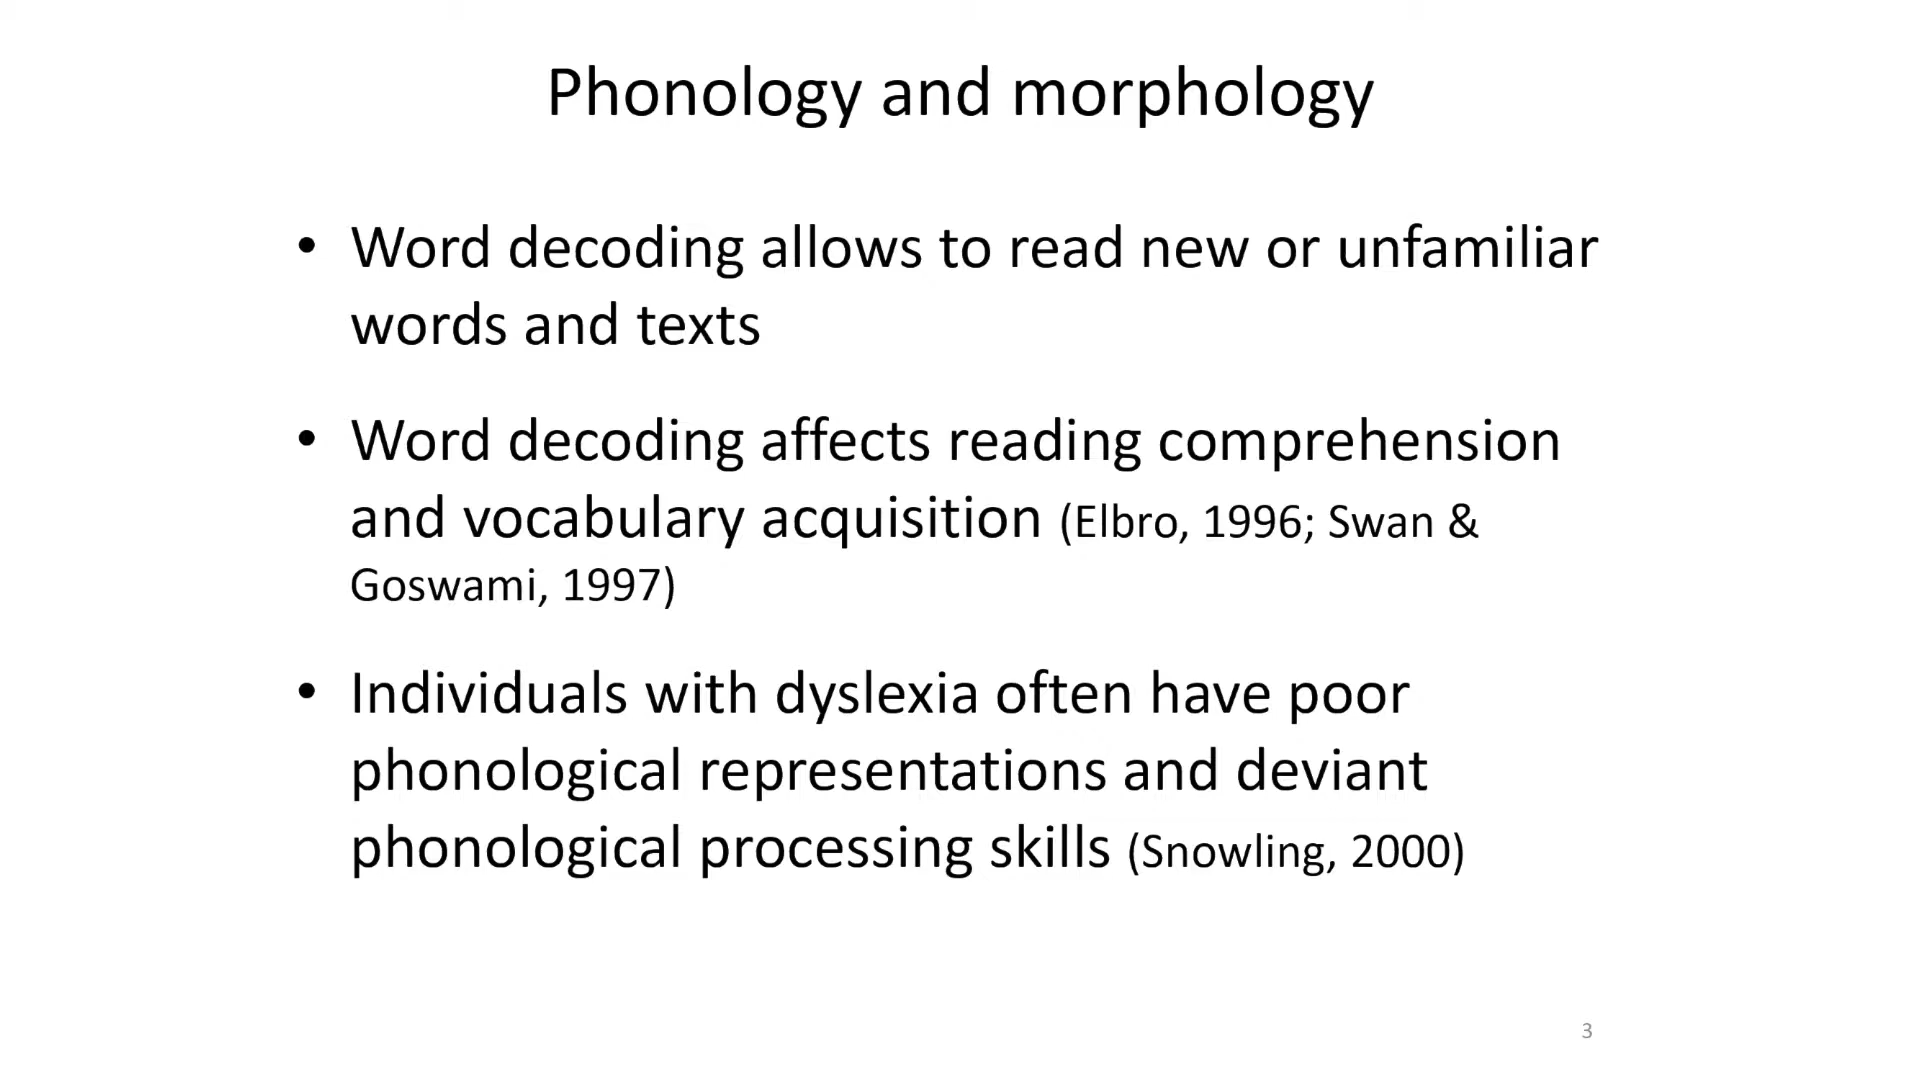 Phonology and morphology
• Word decoding allows to read new or unfamiliar
words and texts
• Word decoding affects reading comprehension
and vocabulary acquisition (Elbro, 1996; Swan &
Goswami, 1997)
• Individuals with dyslexia often have poor
phonological representations and deviant
phonological processing skills (Snowling, 2000)
3